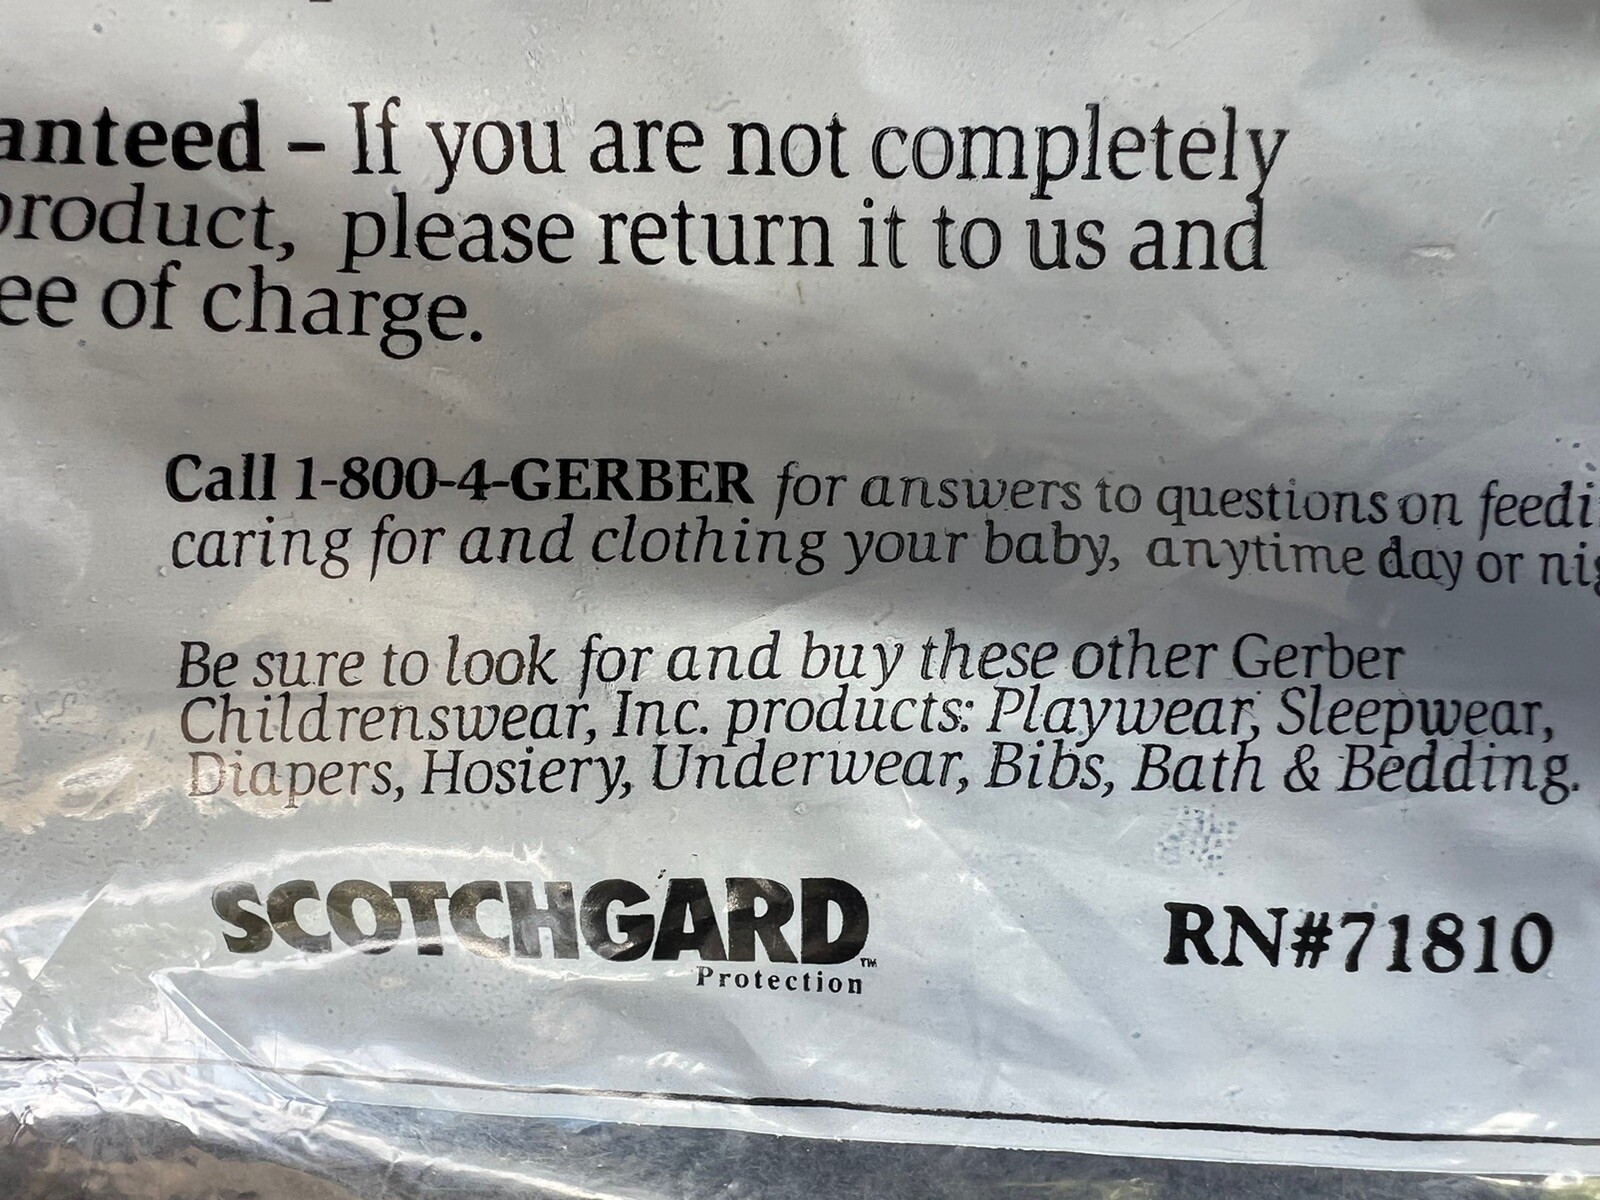 anteed – If you are not completely
product, please return it to us and
ee of charge.
Call 1-800-4-GERBER for answers to questions on feedi
caring for and clothing your baby, anytime day or nig
Be sure to look for and buy these other Gerber
Childrenswear, Inc. products: Playwear, Sleepwear,
Diapers, Hosiery, Underwear, Bibs, Bath & Bedding.
SCOTCHGARD™
Protection
RN#71810